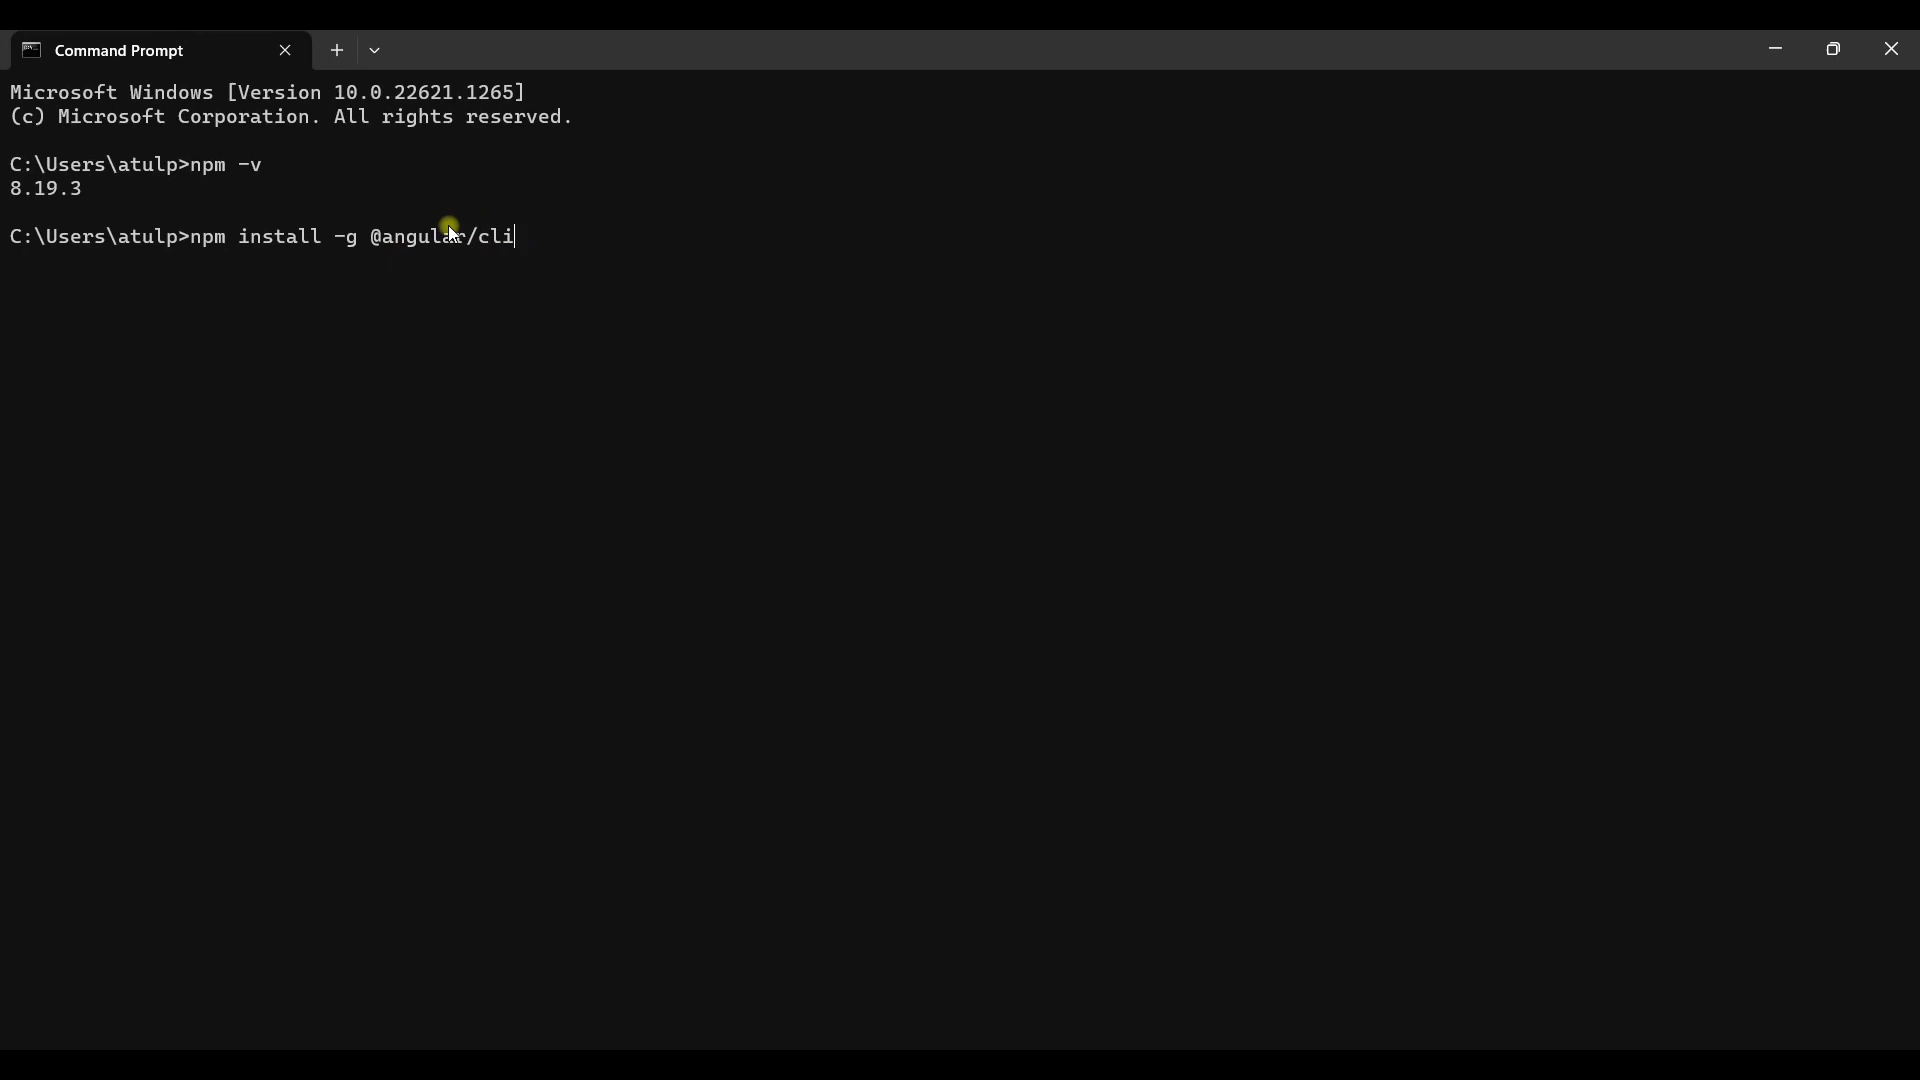 Command Prompt
Microsoft Windows [Version 10.0.22621.1265]
(c) Microsoft Corporation. All rights reserved.
C:\Users\atulp>npm -v
8.19.3
C:\Users\atulp>npm install -g @angular/cli